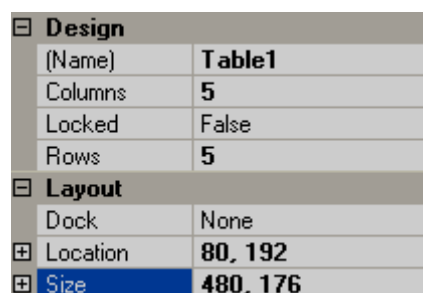 Design
(Name) Table1
Columns 5
Locked False
Rows 5
Layout
Dock None
Location 80, 192
Size 480, 176